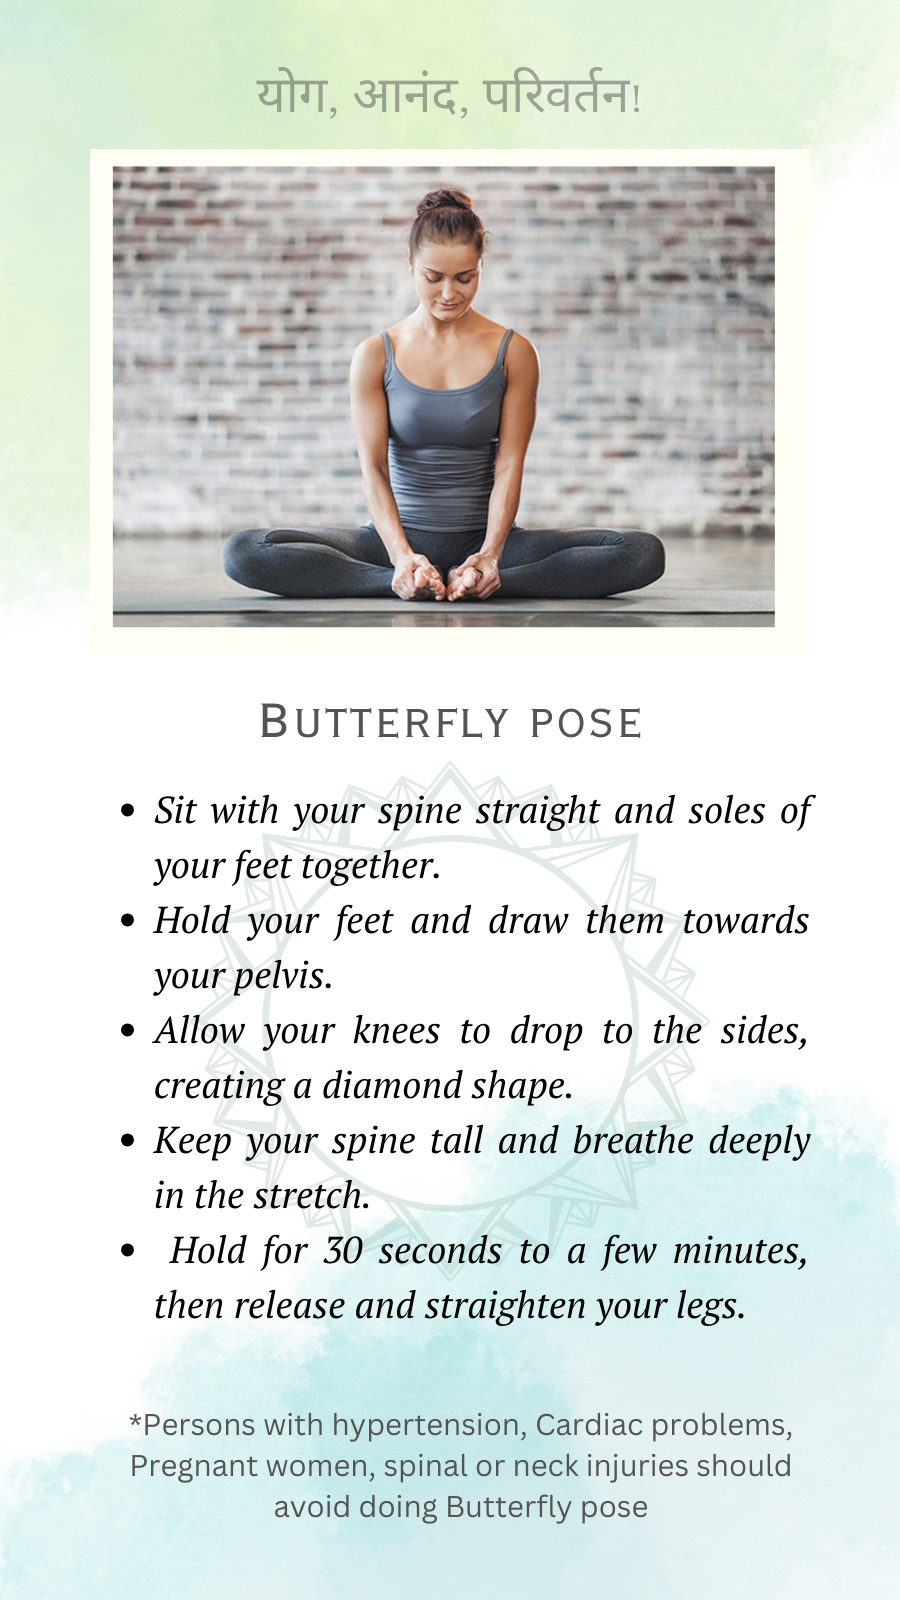 योग, आनंद, परिवर्तन!
BUTTERFLY POSE
• Sit with your spine straight and soles of
your feet together.
• Hold your feet and draw them towards
your pelvis.
• Allow your knees to drop to the sides,
creating a diamond shape.
• Keep your spine tall and breathe deeply
in the stretch.
• Hold for 30 seconds to a few minutes,
then release and straighten your legs.
*Persons with hypertension, Cardiac problems,
Pregnant women, spinal or neck injuries should
avoid doing Butterfly pose